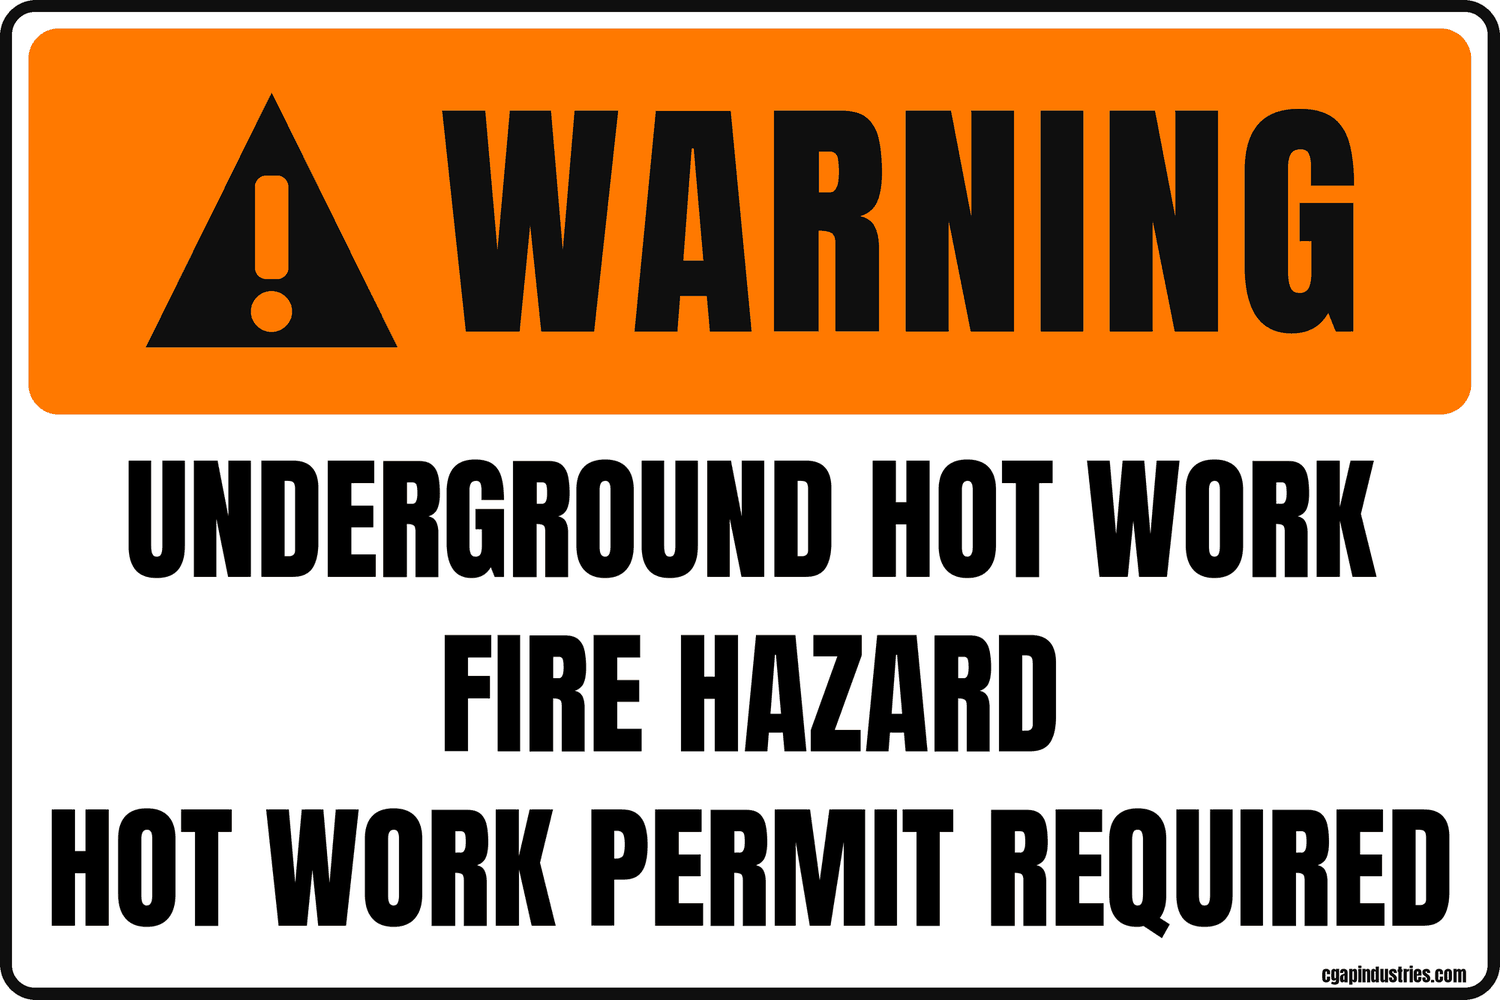 WARNING
UNDERGROUND HOT WORK
FIRE HAZARD
HOT WORK PERMIT REQUIRED
cgapindustries.com